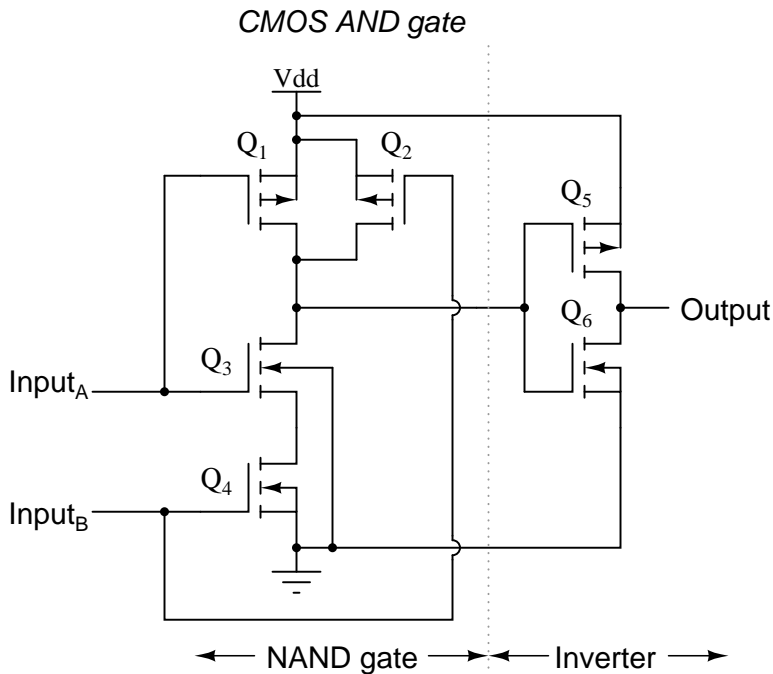 CMOS AND gate
Vdd
Q1
Q2
Q5
Q6
Output
Q3
InputA
Q4
InputB
NAND gate
Inverter